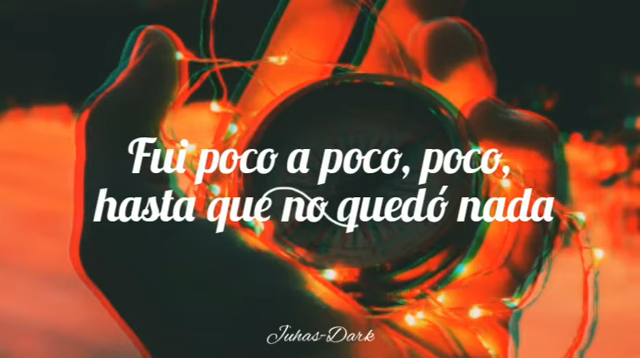 Fui poco a poco, poco,
hasta que no quedó nada
Juhas-Dark